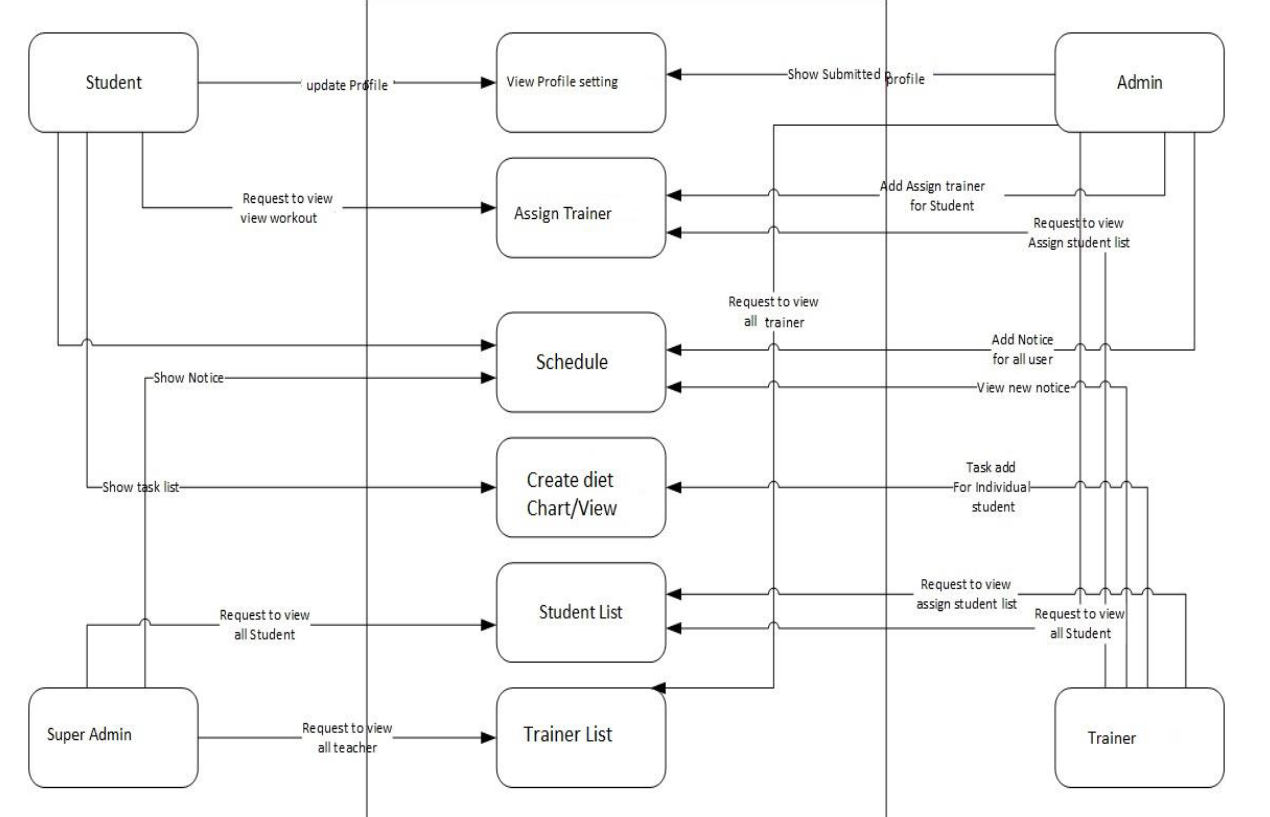 Student
update Profile
View Profile setting
Show Submitted profile
Admin
Request to view
view workout
Assign Trainer
Add Assign trainer
for Student
Request to view
Assign student list
Request to view
all trainer
Schedule
Add Notice
for all user
Show Notice
View new notice
Show task list
Create diet
Chart/View
Task add
For Individual
student
Request to view
all Student
Student List
Request to view
assign student list
Request to view
all Student
Super Admin
Request to view
all teacher
Trainer List
Trainer